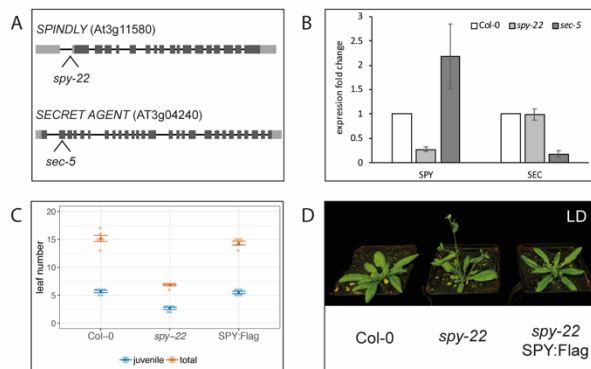 A
SPINDLY (At3g11580)
spy-22
SECRET AGENT (AT3g04240)
sec-5
B
Col-0 spy-22 sec-5
expression fold change
3
2.5
2
1.5
1
0.5
0
SPY SEC
C
leaf number
15
10
5
0
Col-0 spy-22 SPY:Flag
juvenile total
D
LD
Col-0 spy-22 spy-22
SPY:Flag